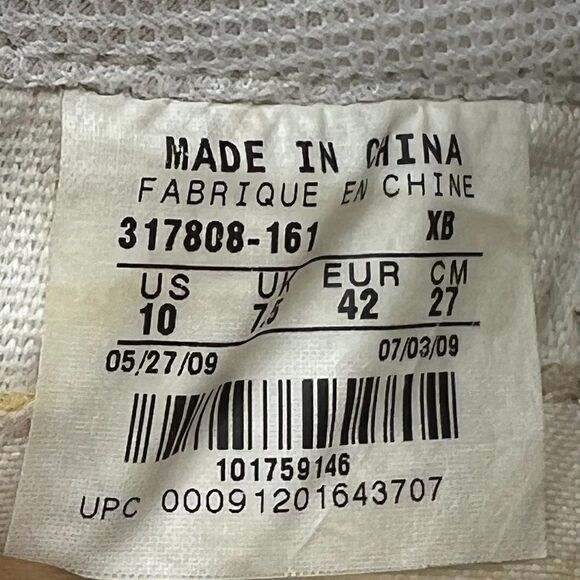 MADE IN CHINA
FABRIQUE EN CHINE
317808-161 XB
US UK EUR CM
10 7.5 42 27
05/27/09 07/03/09
101759146
UPC 00091201643707